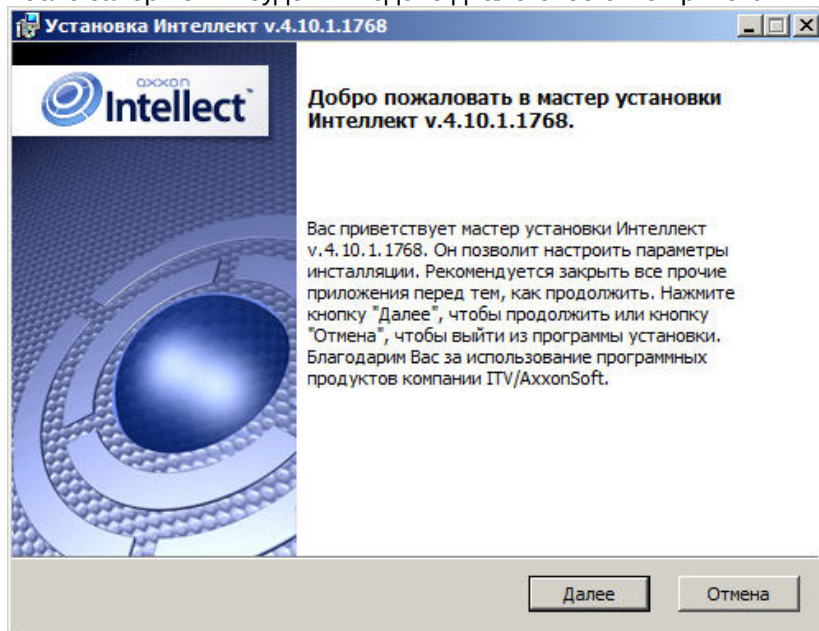 Установка Интеллект v.4.10.1.1768
axxon
Intellect
Добро пожаловать в мастер установки
Интеллект v.4.10.1.1768.
Вас приветствует мастер установки Интеллект
v.4.10.1.1768. Он позволит настроить параметры
инсталляции. Рекомендуется закрыть все прочие
приложения перед тем, как продолжить. Нажмите
кнопку "Далее", чтобы продолжить или кнопку
"Отмена", чтобы выйти из программы установки.
Благодарим Вас за использование программных
продуктов компании ITV/AxxonSoft.
Далее
Отмена